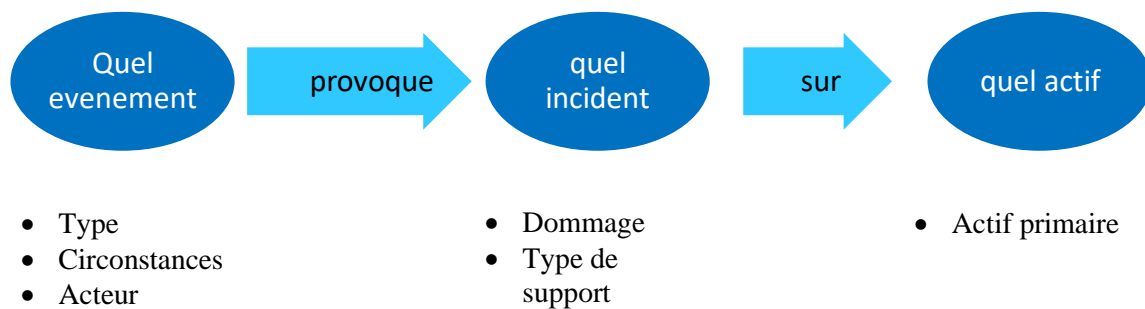 Quel
evenement
provoque
quel
incident
sur
quel actif
• Type
• Circonstances
• Acteur
• Dommage
• Type de
support
• Actif primaire